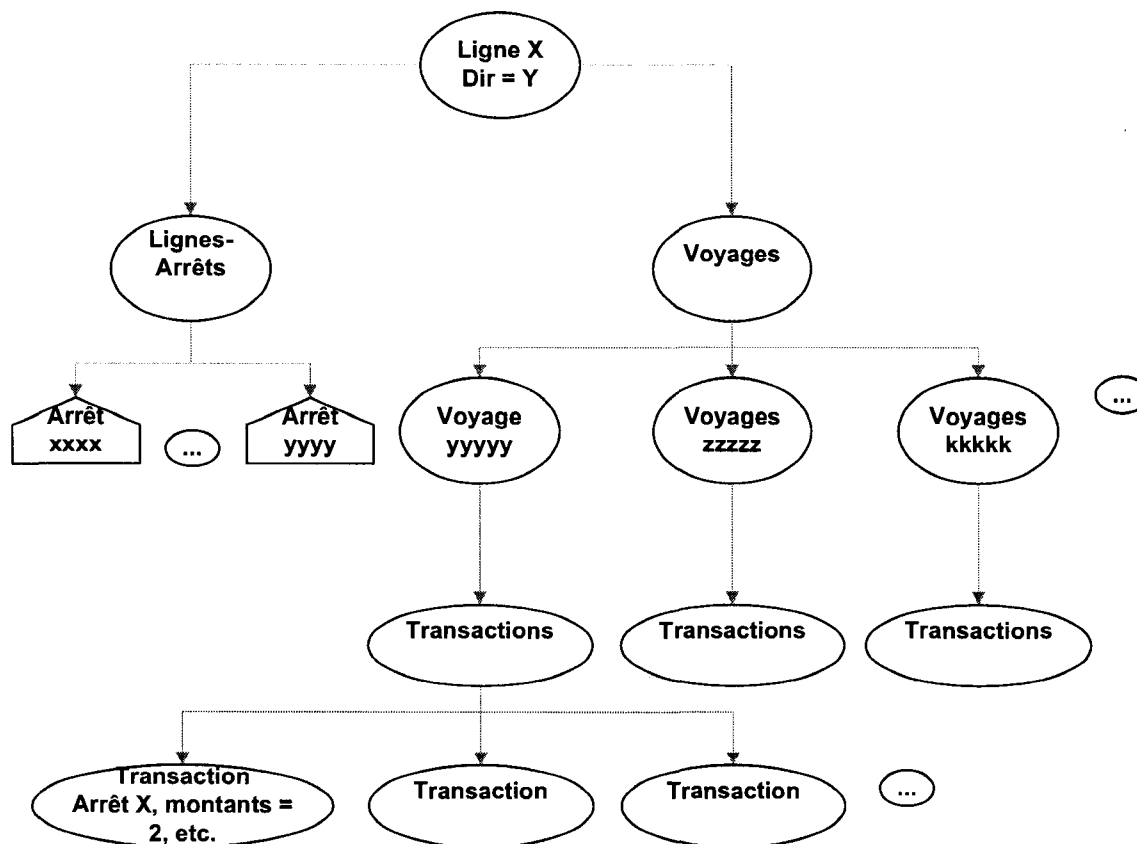 Ligne X
Dir = Y
Lignes-
Arrêts
Voyages
Arrêt
xxxx
...
Arrêt
yyyy
Voyage
yyyyy
Voyages
zzzzz
Voyages
kkkkk
...
Transactions
Transactions
Transactions
Transaction
Arrêt X, montants =
2, etc.
Transaction
Transaction
...